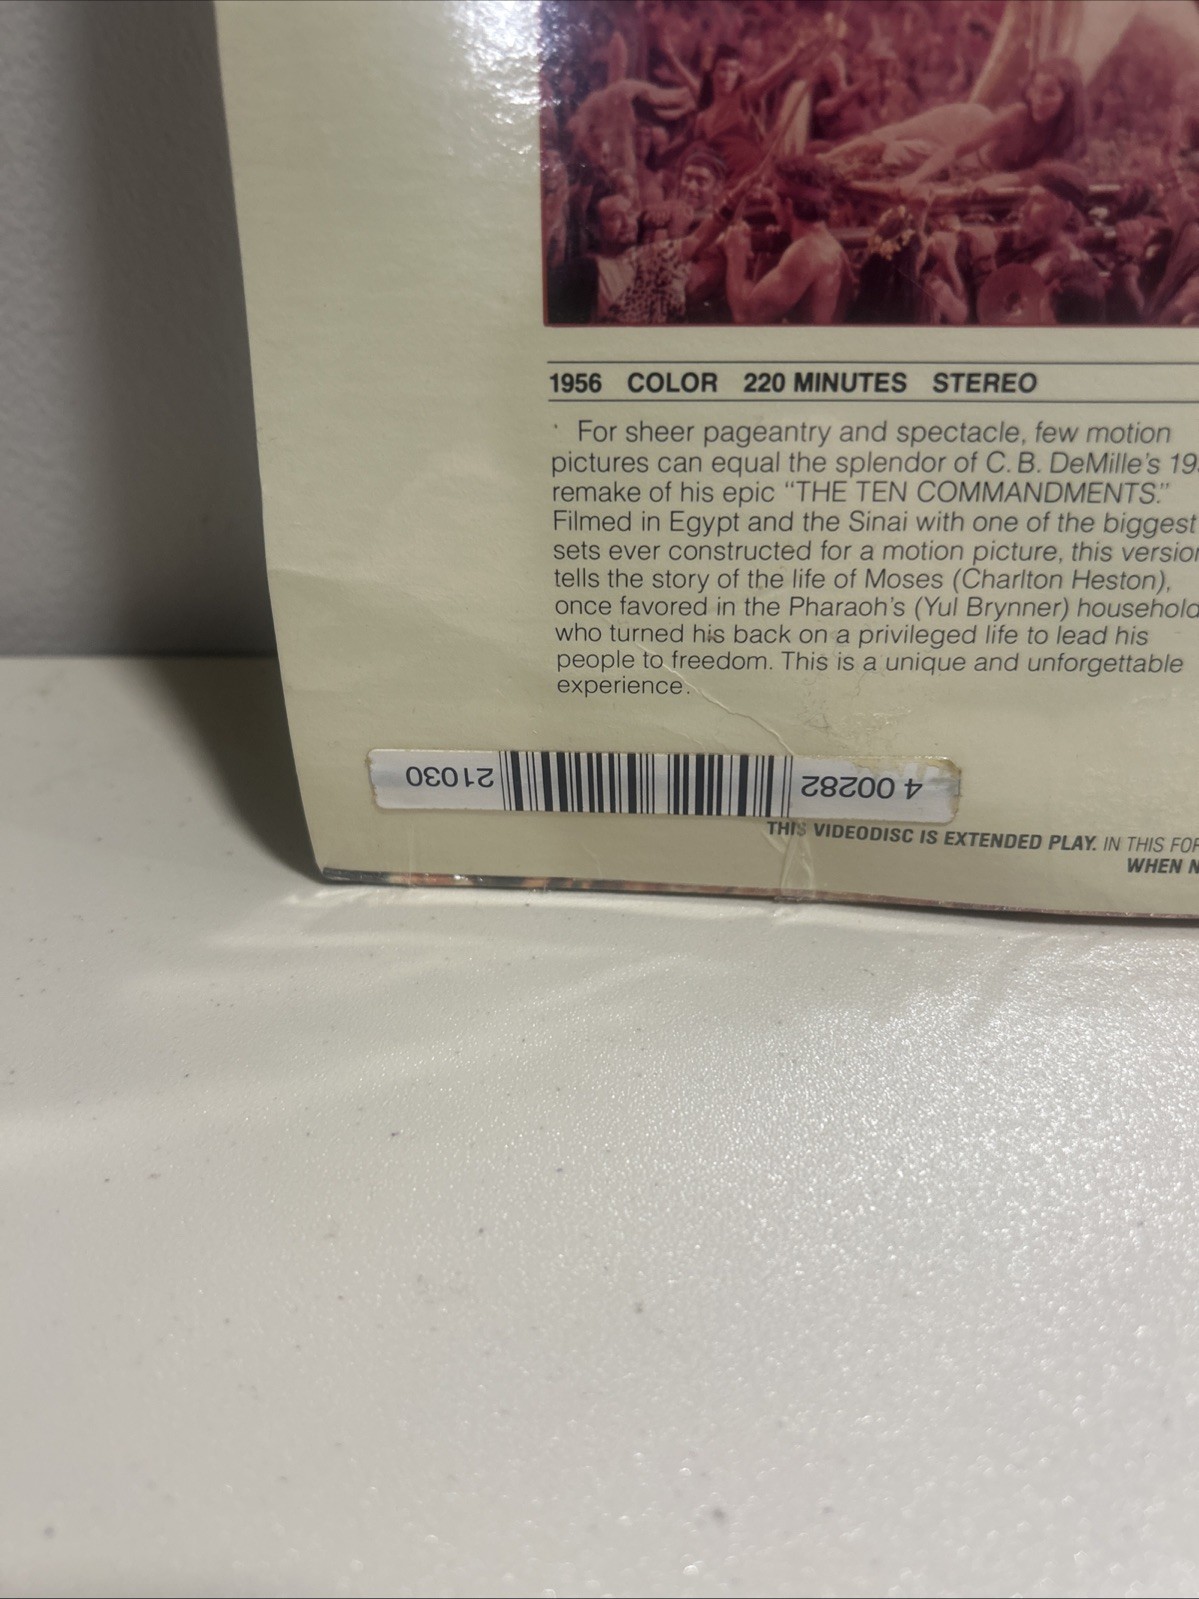 1956 COLOR 220 MINUTES STEREO
For sheer pageantry and spectacle, few motion
pictures can equal the splendor of C. B. DeMille's
remake of his epic "THE TEN COMMANDMENTS."
Filmed in Egypt and the Sinai with one of the biggest
sets ever constructed for a motion picture, this version
tells the story of the life of Moses (Charlton Heston),
once favored in the Pharaoh's (Yul Brynner) household
who turned his back on a privileged life to lead his
people to freedom. This is a unique and unforgettable
experience.
4 00282 21030
THIS VIDEODISC IS EXTENDED PLAY. IN THIS
WHEN